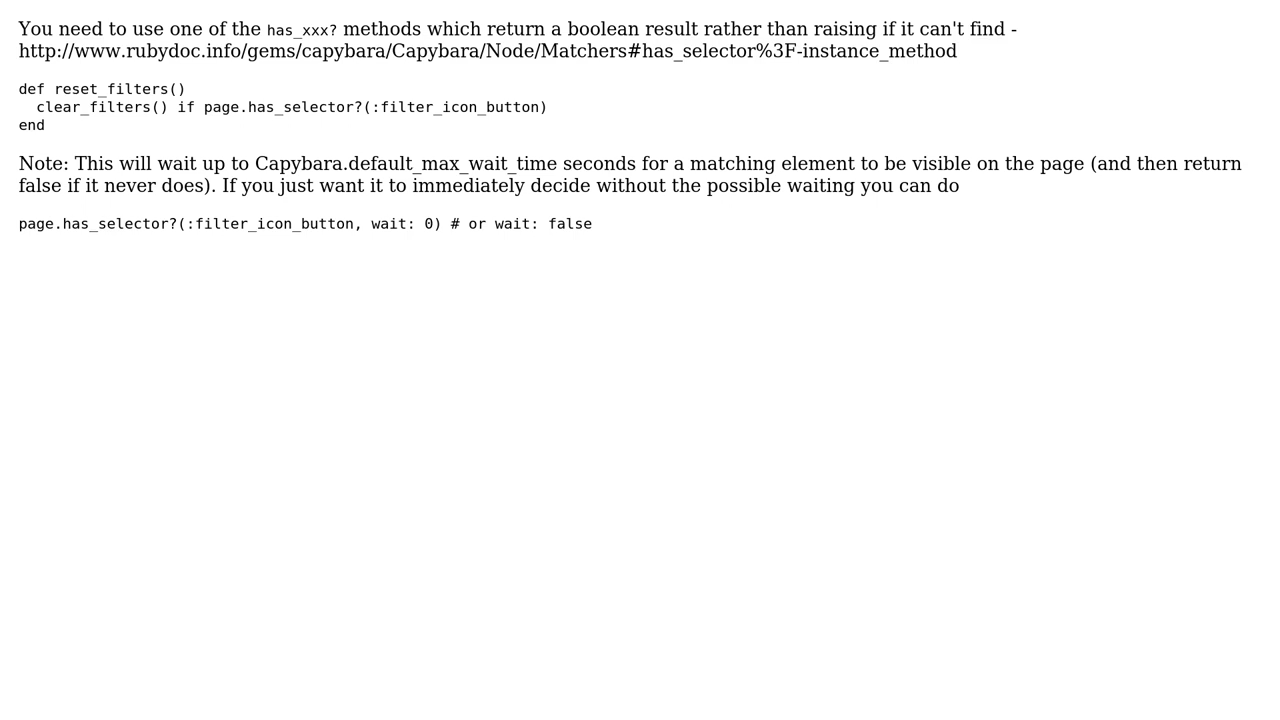 You need to use one of the has_xxx? methods which return a boolean result rather than raising if it can't find -
http://www.rubydoc.info/gems/capybara/Capybara/Node/Matchers#has_selector%3F-instance_method
def reset_filters()
  clear_filters() if page.has_selector?(:filter_icon_button)
end
Note: This will wait up to Capybara.default_max_wait_time seconds for a matching element to be visible on the page (and then return
false if it never does). If you just want it to immediately decide without the possible waiting you can do
page.has_selector?(:filter_icon_button, wait: 0) # or wait: false